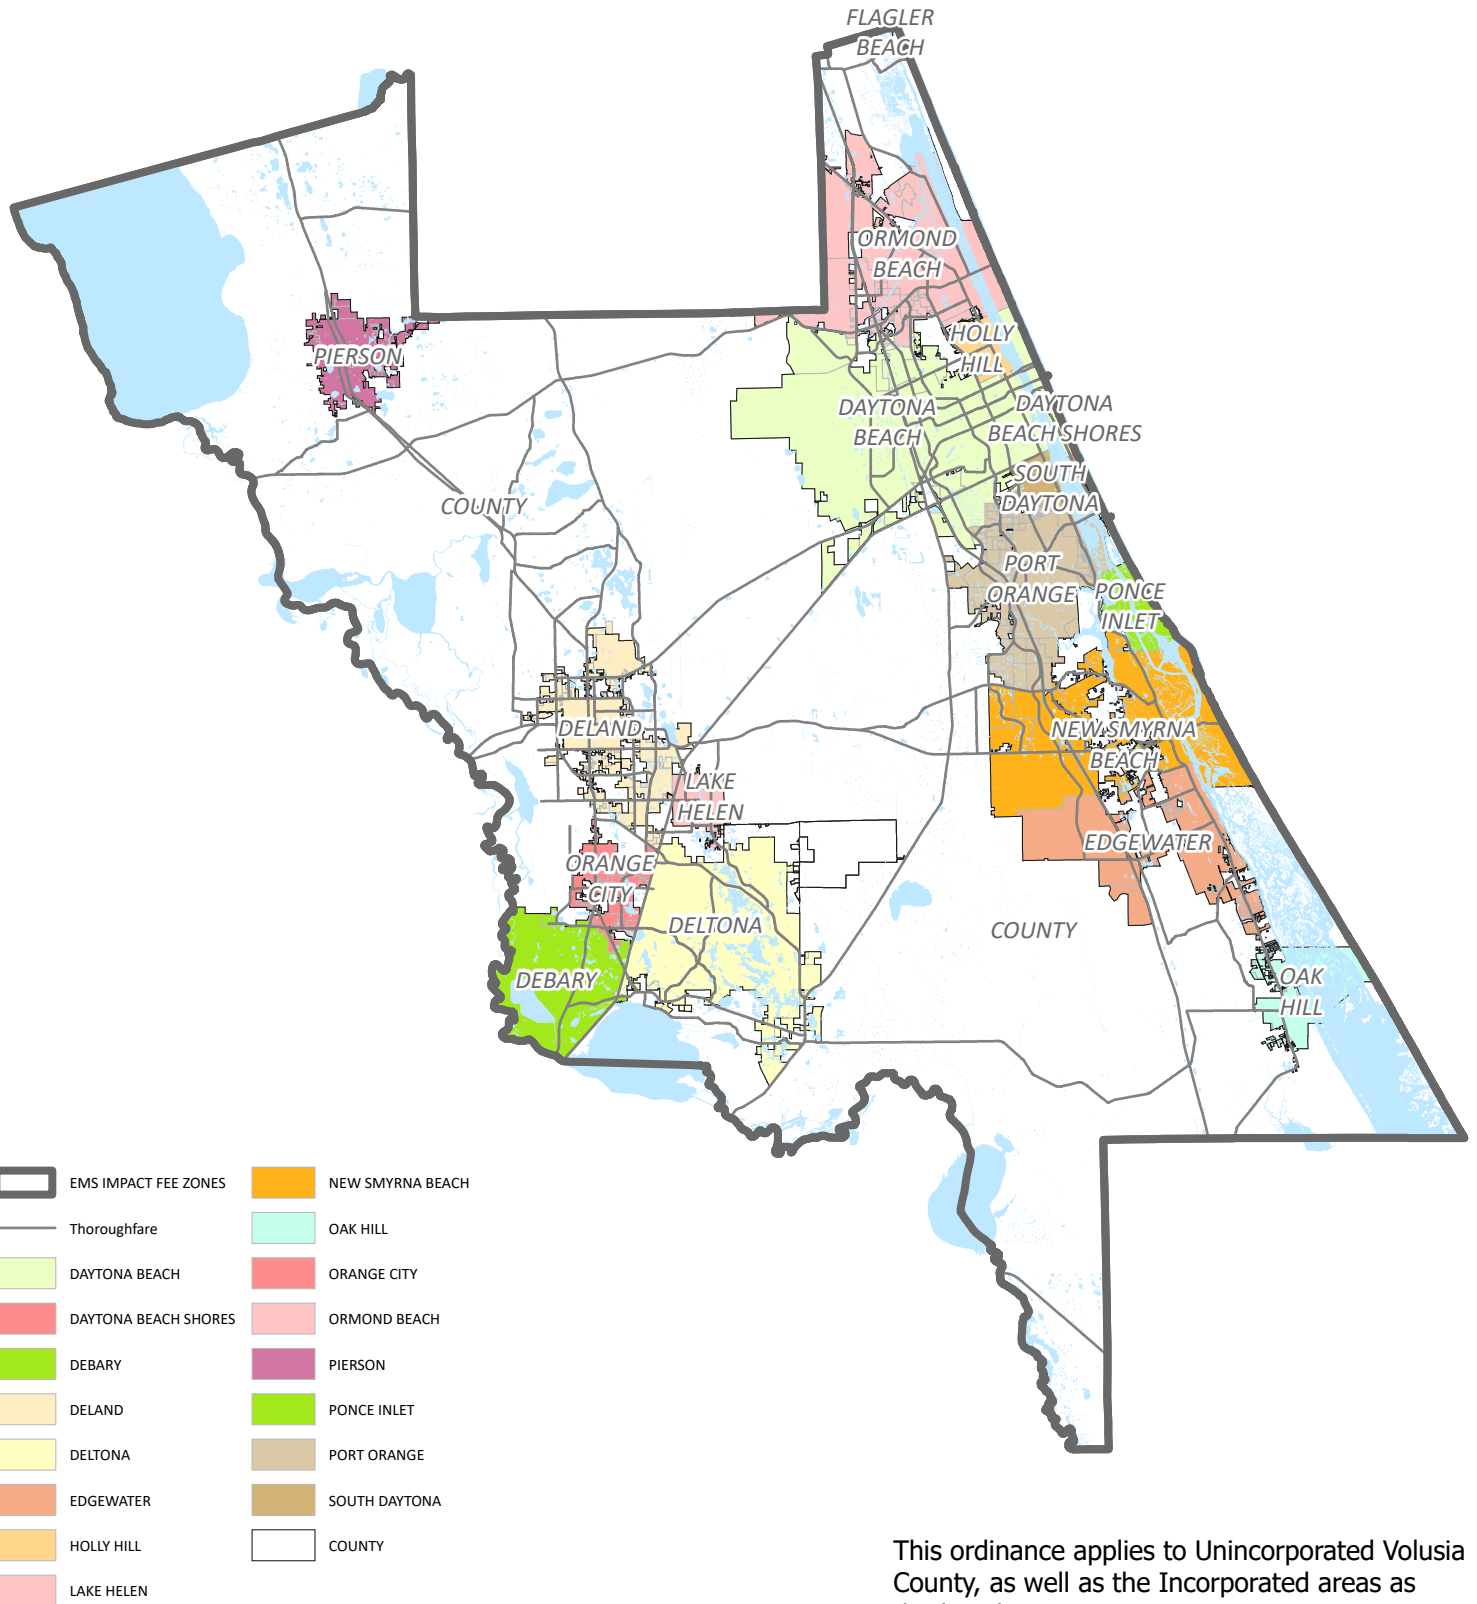 FLAGLER
BEACH
ORMOND
BEACH
HOLLY
HILL
PIERSON
DAYTONA
BEACH
DAYTONA
BEACH SHORES
SOUTH
DAYTONA
COUNTY
PORT
ORANGE
PONCE
INLET
DELAND
NEW SMYRNA
BEACH
LAKE
HELEN
EDGEWATER
ORANGE
CITY
DELTONA
COUNTY
DEBARY
OAK
HILL
EMS IMPACT FEE ZONES
Thoroughfare
DAYTONA BEACH
DAYTONA BEACH SHORES
DEBARY
DELAND
DELTONA
EDGEWATER
HOLLY HILL
LAKE HELEN
NEW SMYRNA BEACH
OAK HILL
ORANGE CITY
ORMOND BEACH
PIERSON
PONCE INLET
PORT ORANGE
SOUTH DAYTONA
COUNTY
This ordinance applies to Unincorporated Volusia
County, as well as the Incorporated areas as